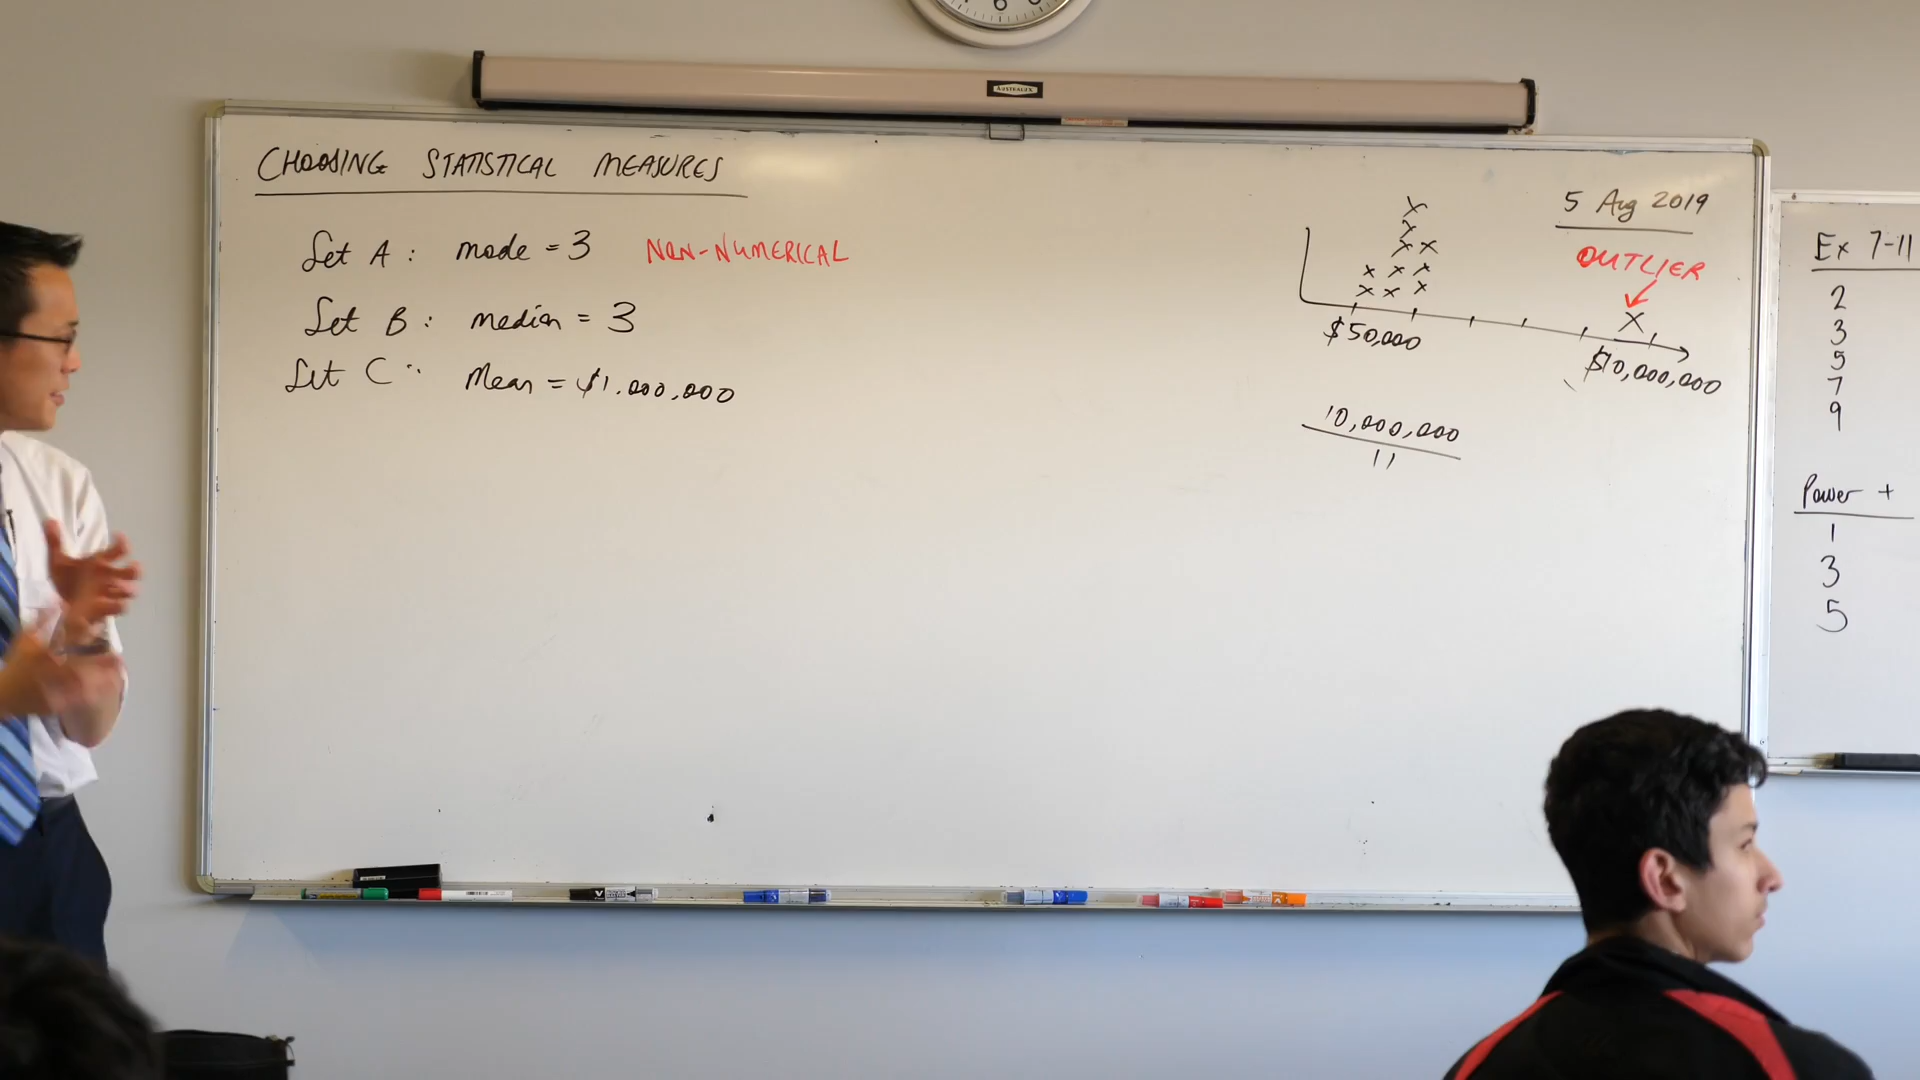 CHOOSING STATISTICAL MEASURES
Set A : mode = 3 NON-NUMERICAL
Set B : median = 3
Set C : Mean = $1.000,000
5 Aug 2019
OUTLIER
$50,000
$10,000,000
10,000,000
11
Ex 7-11
2
3
5
7
9
Power +
1
3
5
6